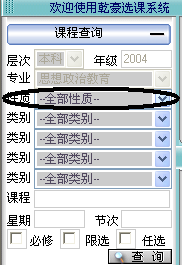 欢迎使用乾豪选课系统
课程查询
层次 本科 年级 2004
专业 思想政治教育
性质 --全部性质--
类别 --全部类别--
类别 --全部类别--
类别 --全部类别--
类别 --全部类别--
课程
星期 节次
必修 限选 任选
查 询